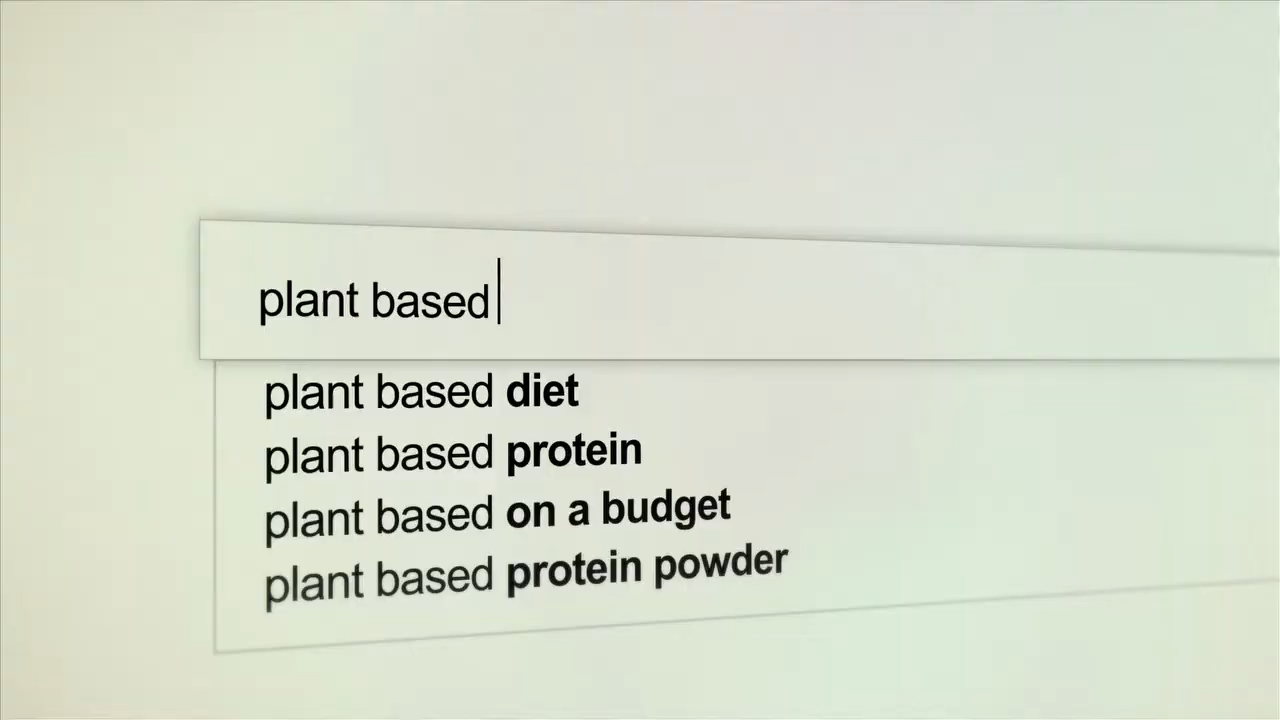 plant based
plant based diet
plant based protein
plant based on a budget
plant based protein powder